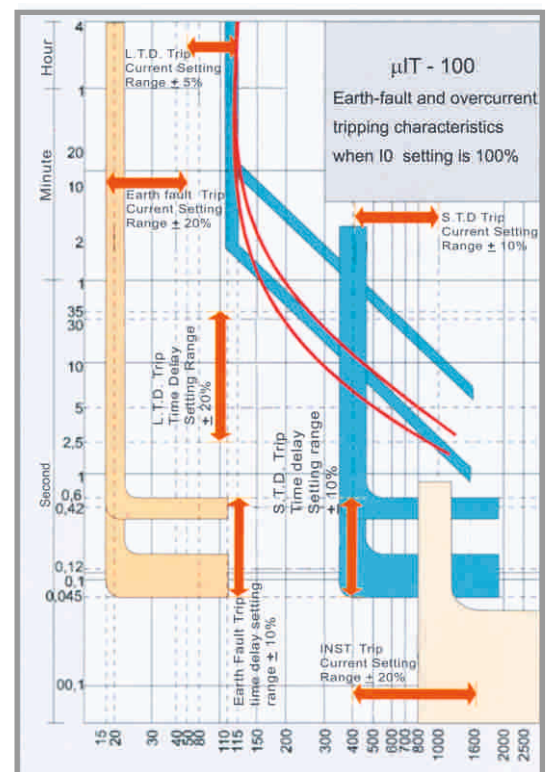 μIT - 100
Earth-fault and overcurrent
tripping characteristics
when I0 setting is 100%
L.T.D. Trip
Current Setting
Range ± 5%
Earth fault Trip
Current Setting
Range ± 20%
S.T.D Trip
Current Setting
Range ± 10%
L.T.D. Trip
Time Delay
Setting Range
± 20%
S.T.D. Trip
Time delay
Setting range
± 10%
Earth Fault Trip
time delay setting
range ± 10%
INST. Trip
Current Setting
Range ± 20%
Hour
Minute
Second
4
2
1
20
10
2
1
35
30
10
5
2,5
1
0,6
0,42
0,12
0,1
0,045
00,1
15 20 30 40 50 80 110 115 150 200 300 400 500 600 700 800 1000 1600 2000 2500